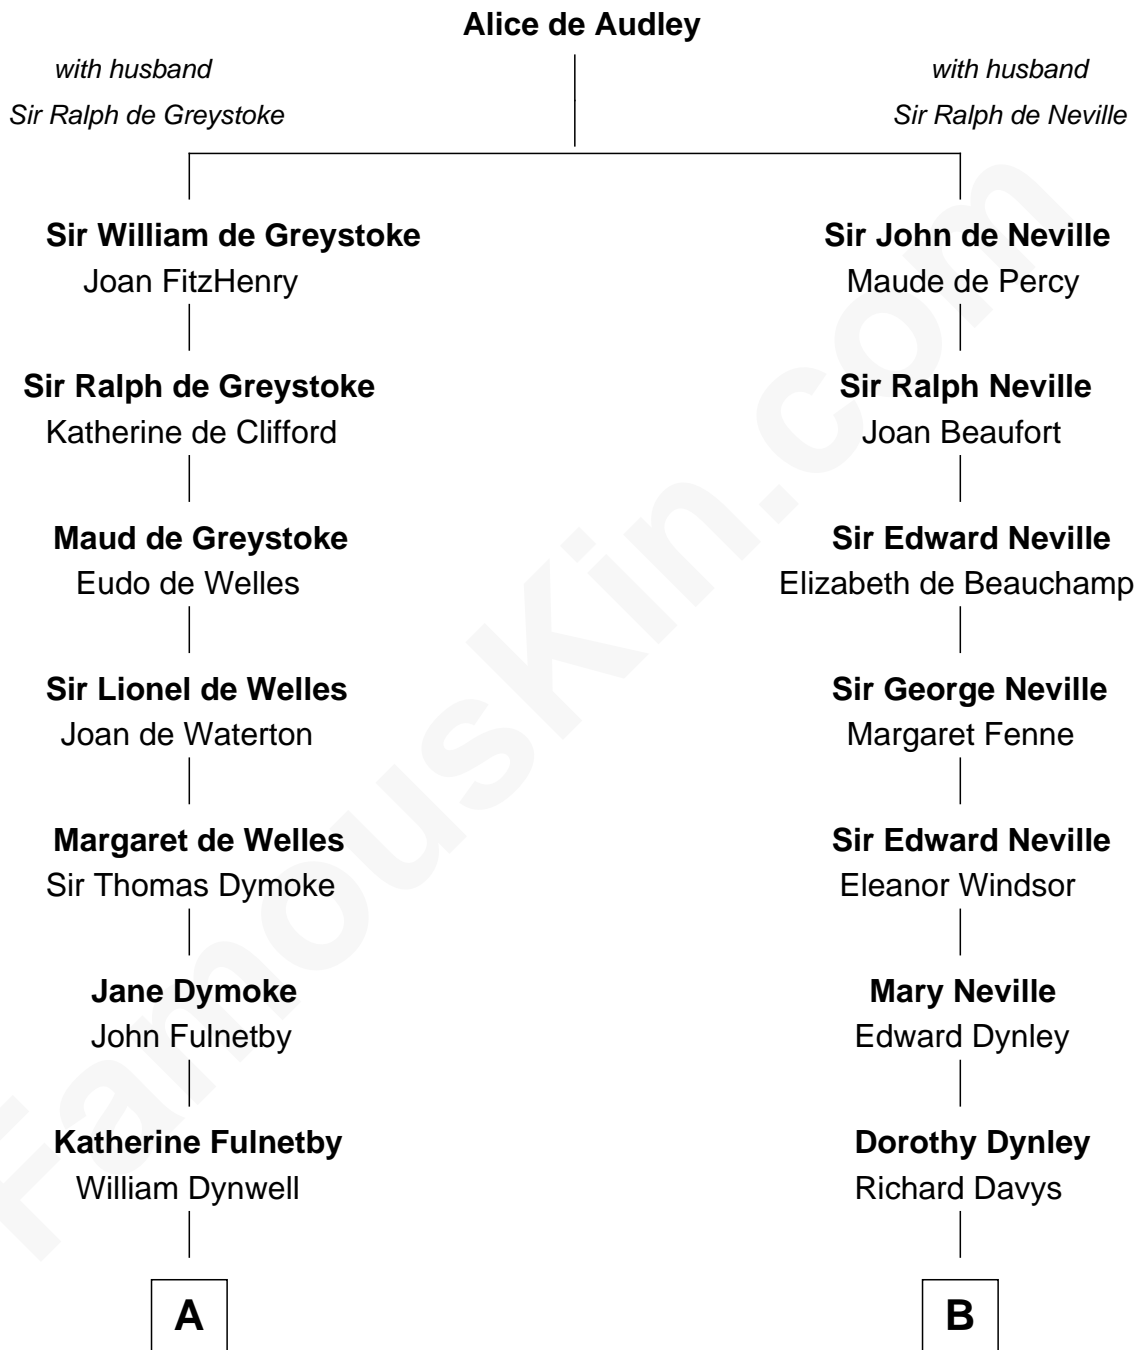 Alice de Audley
with husband
Sir Ralph de Greystoke
with husband
Sir Ralph de Neville
Sir William de Greystoke
Joan FitzHenry
Sir John de Neville
Maude de Percy
Sir Ralph de Greystoke
Katherine de Clifford
Sir Ralph Neville
Joan Beaufort
Maud de Greystoke
Eudo de Welles
Sir Edward Neville
Elizabeth de Beauchamp
Sir Lionel de Welles
Joan de Waterton
Sir George Neville
Margaret Fenne
Margaret de Welles
Sir Thomas Dymoke
Sir Edward Neville
Eleanor Windsor
Jane Dymoke
John Fulnetby
Mary Neville
Edward Dynley
Katherine Fulnetby
William Dynwell
Dorothy Dynley
Richard Davys
A
B
FamousKin.com